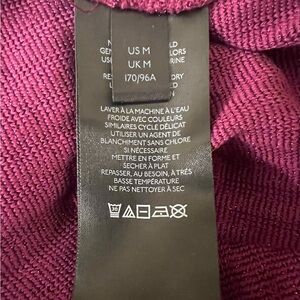 US M
UK M
170/96A
LAVER À LA MACHINE À L'EAU
FROIDE AVEC COULEURS
SIMILAIRES CYCLE DÉLICAT
UTILISER UN AGENT DE
BLANCHIMENT SANS CHLORE
SI NÉCESSAIRE
METTRE EN FORME ET
SECHER À PLAT
REPASSER, AU BESOIN, À TRÈS
BASSE TEMPÉRATURE
NE PAS NETTOYER À SEC